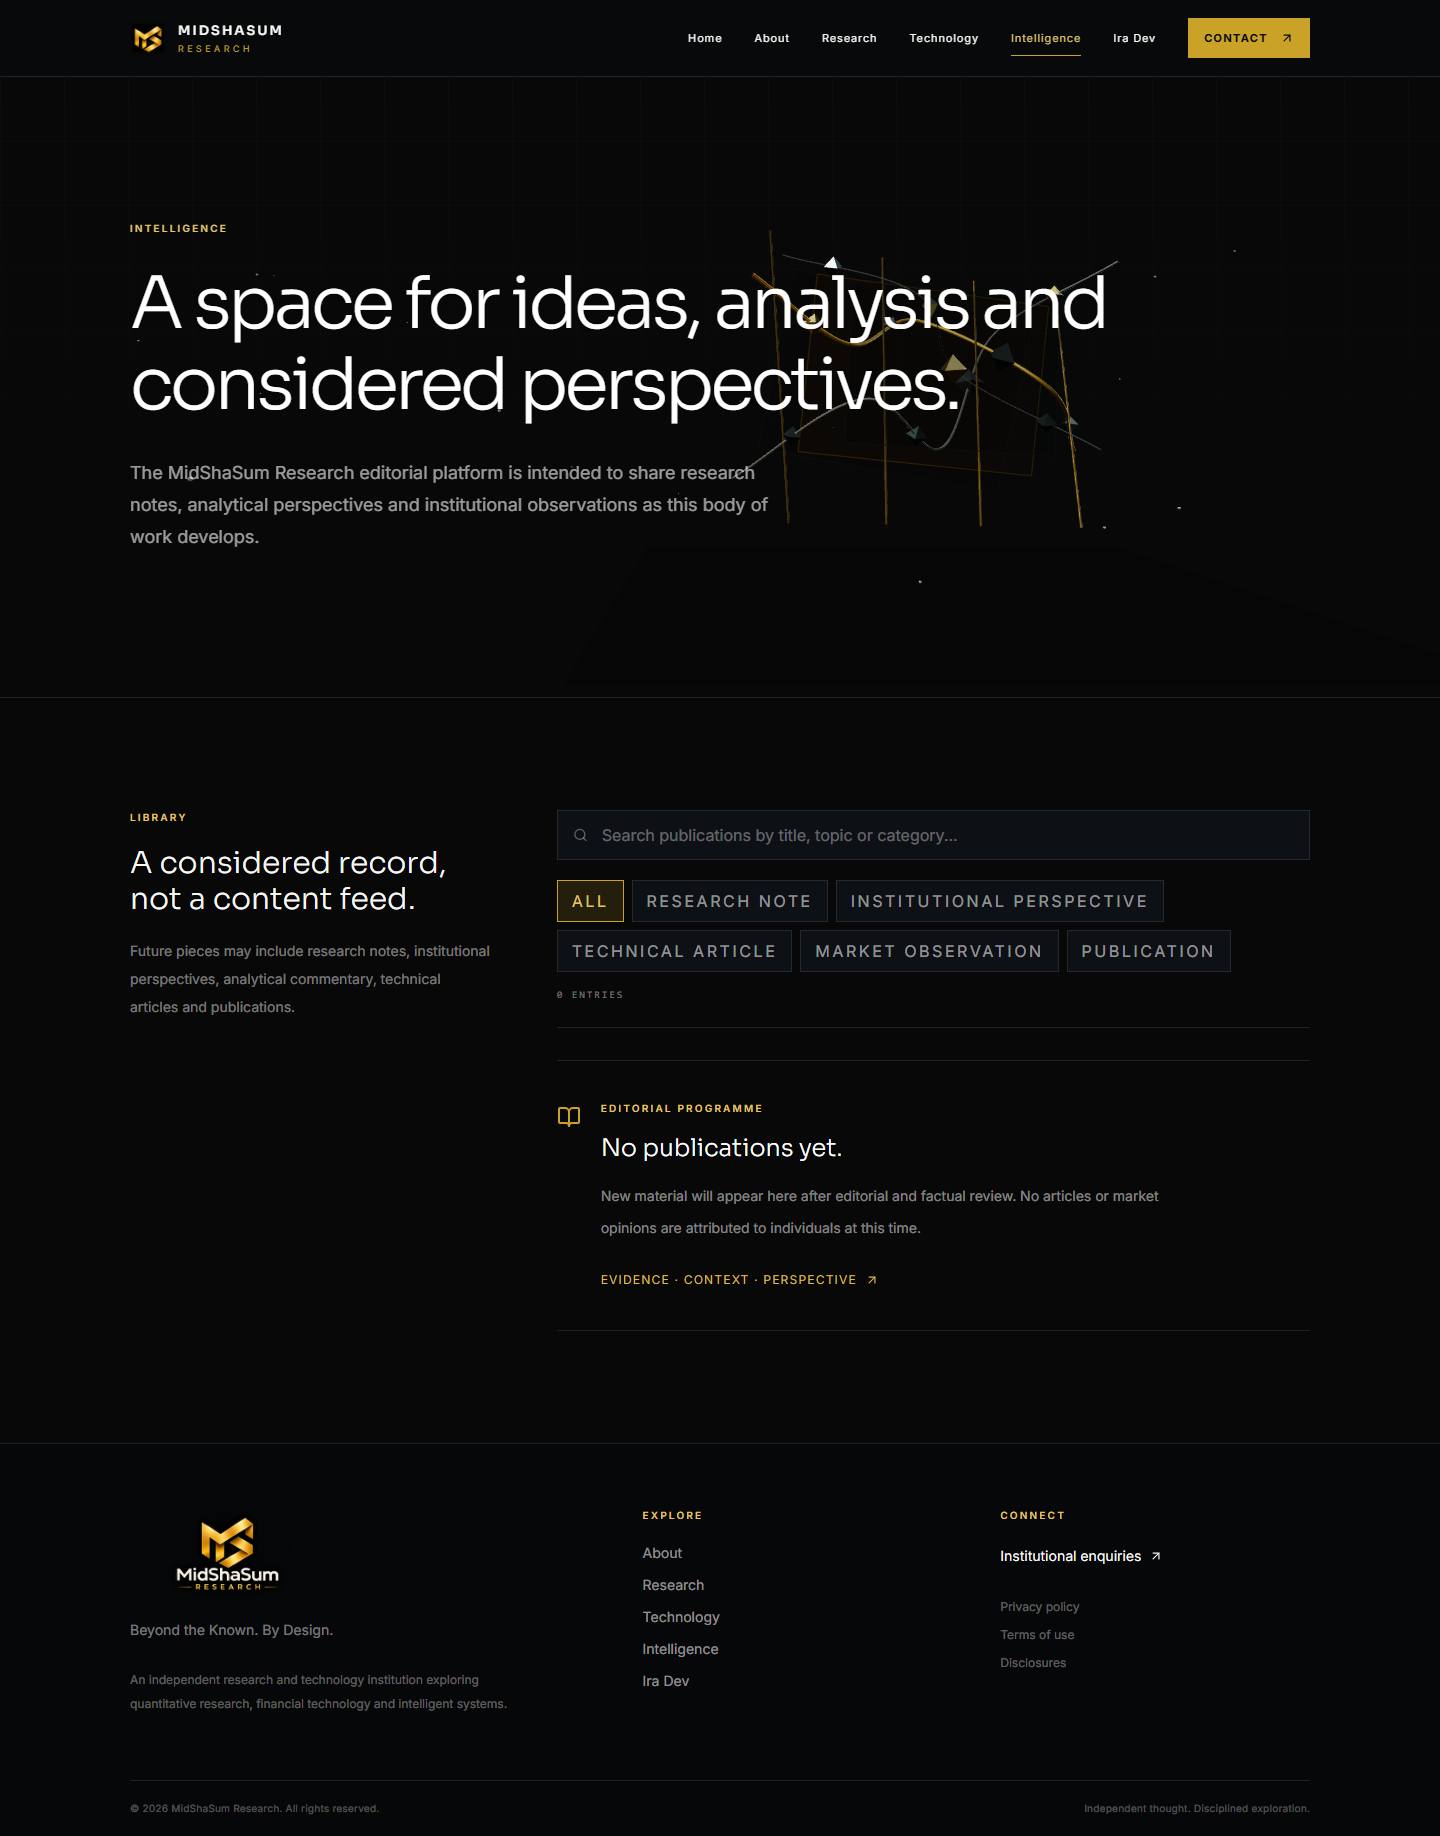 MIDSHASUM
RESEARCH
Home About Research Technology Intelligence Ira Dev CONTACT
INTELLIGENCE
A space for ideas, analysis and
considered perspectives.
The MidShaSum Research editorial platform is intended to share research
notes, analytical perspectives and institutional observations as this body of
work develops.
LIBRARY
A considered record,
not a content feed.
Future pieces may include research notes, institutional
perspectives, analytical commentary, technical
articles and publications.
Search publications by title, topic or category...
ALL RESEARCH NOTE INSTITUTIONAL PERSPECTIVE
TECHNICAL ARTICLE MARKET OBSERVATION PUBLICATION
0 ENTRIES
EDITORIAL PROGRAMME
No publications yet.
New material will appear here after editorial and factual review. No articles or market
opinions are attributed to individuals at this time.
EVIDENCE · CONTEXT · PERSPECTIVE
MidShaSum
RESEARCH
Beyond the Known. By Design.
An independent research and technology institution exploring
quantitative research, financial technology and intelligent systems.
EXPLORE
About
Research
Technology
Intelligence
Ira Dev
CONNECT
Institutional enquiries
Privacy policy
Terms of use
Disclosures
© 2026 MidShaSum Research. All rights reserved.
Independent thought. Disciplined exploration.